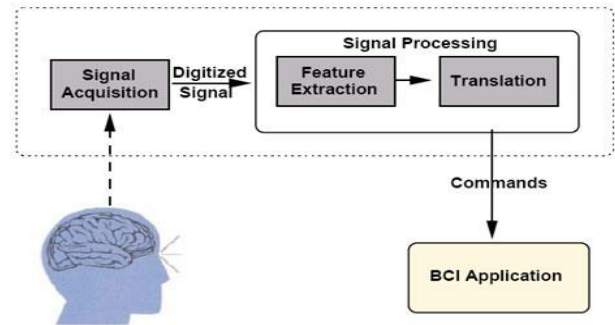 Signal Processing
Signal
Acquisition
Digitized
Signal
Feature
Extraction
Translation
Commands
BCI Application